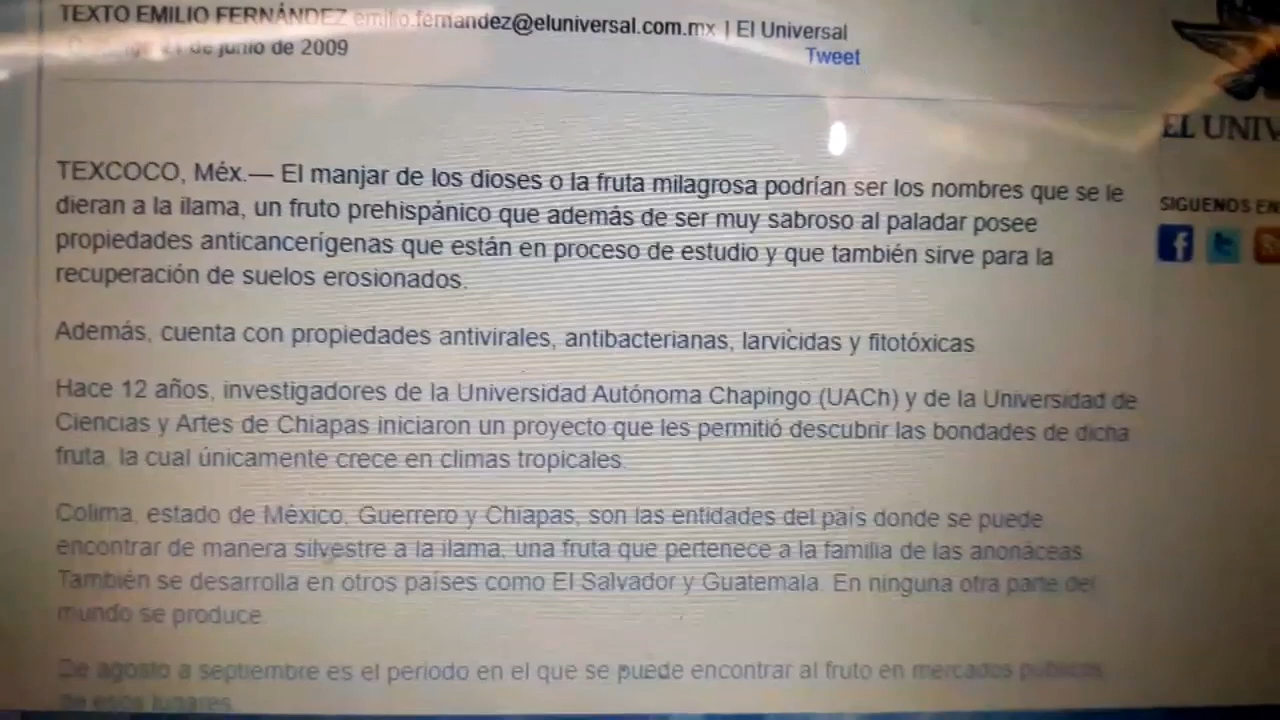 TEXTO EMILIO FERNÁNDEZ emilio.fernandez@eluniversal.com.mx | El Universal
21 de junio de 2009
Tweet
EL UNIV
SIGUENOS EN
TEXCOCO, Méx.— El manjar de los dioses o la fruta milagrosa podrían ser los nombres que se le
dieran a la ilama, un fruto prehispánico que además de ser muy sabroso al paladar posee
propiedades anticancerígenas que están en proceso de estudio y que también sirve para la
recuperación de suelos erosionados.
Además, cuenta con propiedades antivirales, antibacterianas, larvicidas y fitotóxicas
Hace 12 años, investigadores de la Universidad Autónoma Chapingo (UACh) y de la Universidad de
Ciencias y Artes de Chiapas iniciaron un proyecto que les permitió descubrir las bondades de dicha
fruta, la cual únicamente crece en climas tropicales.
Colima, estado de México, Guerrero y Chiapas, son las entidades del país donde se puede
encontrar de manera silvestre a la ilama, una fruta que pertenece a la familia de las anonáceas.
También se desarrolla en otros países como El Salvador y Guatemala. En ninguna otra parte del
mundo se produce.
De agosto a septiembre es el periodo en el que se puede encontrar al fruto en mercados públicos
de esos lugares.